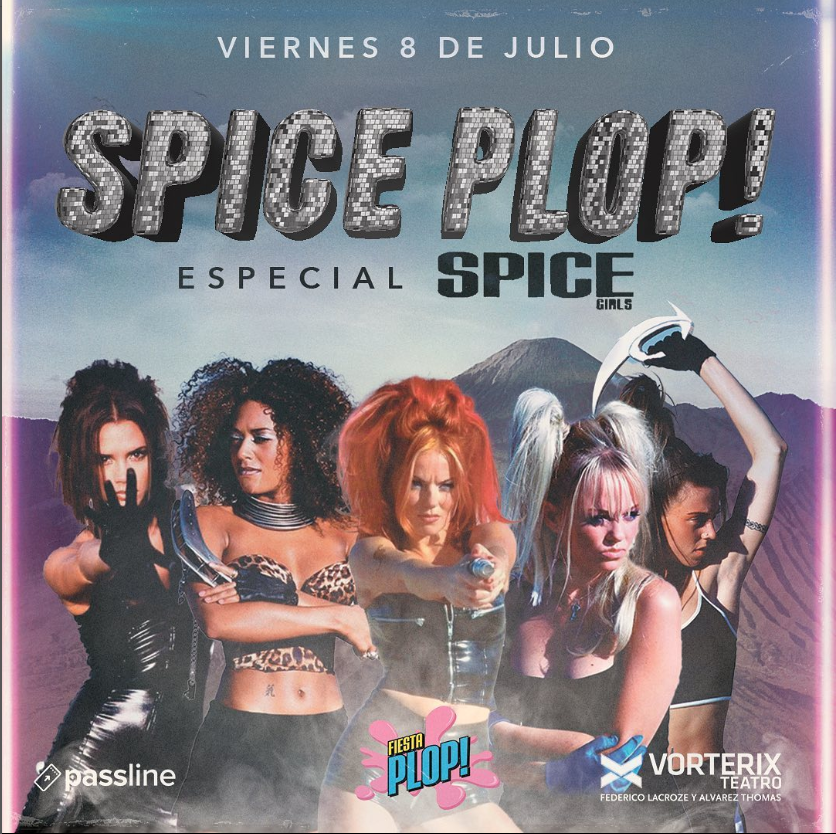 VIERNES 8 DE JULIO
SPICE PLOP!
ESPECIAL SPICE
GIRLS
FIESTA
PLOP!
passline
VORTERIX
TEATRO
FEDERICO LACROZE Y ALVAREZ THOMAS